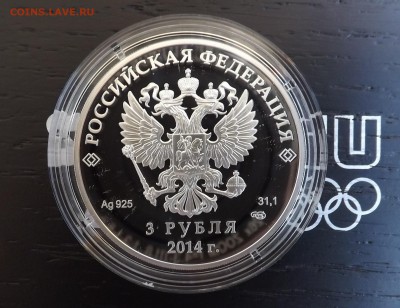 COINS.LAVE.RU
РОССИЙСКАЯ ФЕДЕРАЦИЯ
Ag 925
31,1
3 РУБЛЯ
2014 г.